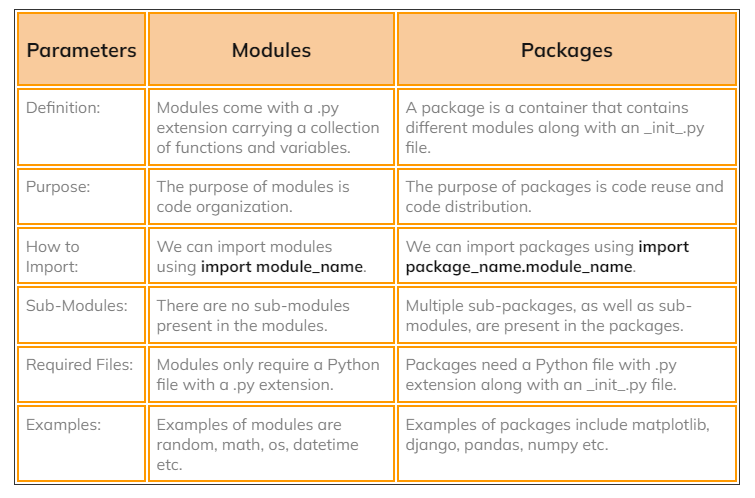 Parameters
Modules
Packages
Definition:
Modules come with a .py
extension carrying a collection
of functions and variables.
A package is a container that contains
different modules along with an _init_.py
file.
Purpose:
The purpose of modules is
code organization.
The purpose of packages is code reuse and
code distribution.
How to
Import:
We can import modules
using import module_name.
We can import packages using import
package_name.module_name.
Sub-Modules:
There are no sub-modules
present in the modules.
Multiple sub-packages, as well as sub-
modules, are present in the packages.
Required Files:
Modules only require a Python
file with a .py extension.
Packages need a Python file with .py
extension along with an _init_.py file.
Examples:
Examples of modules are
random, math, os, datetime
etc.
Examples of packages include matplotlib,
django, pandas, numpy etc.